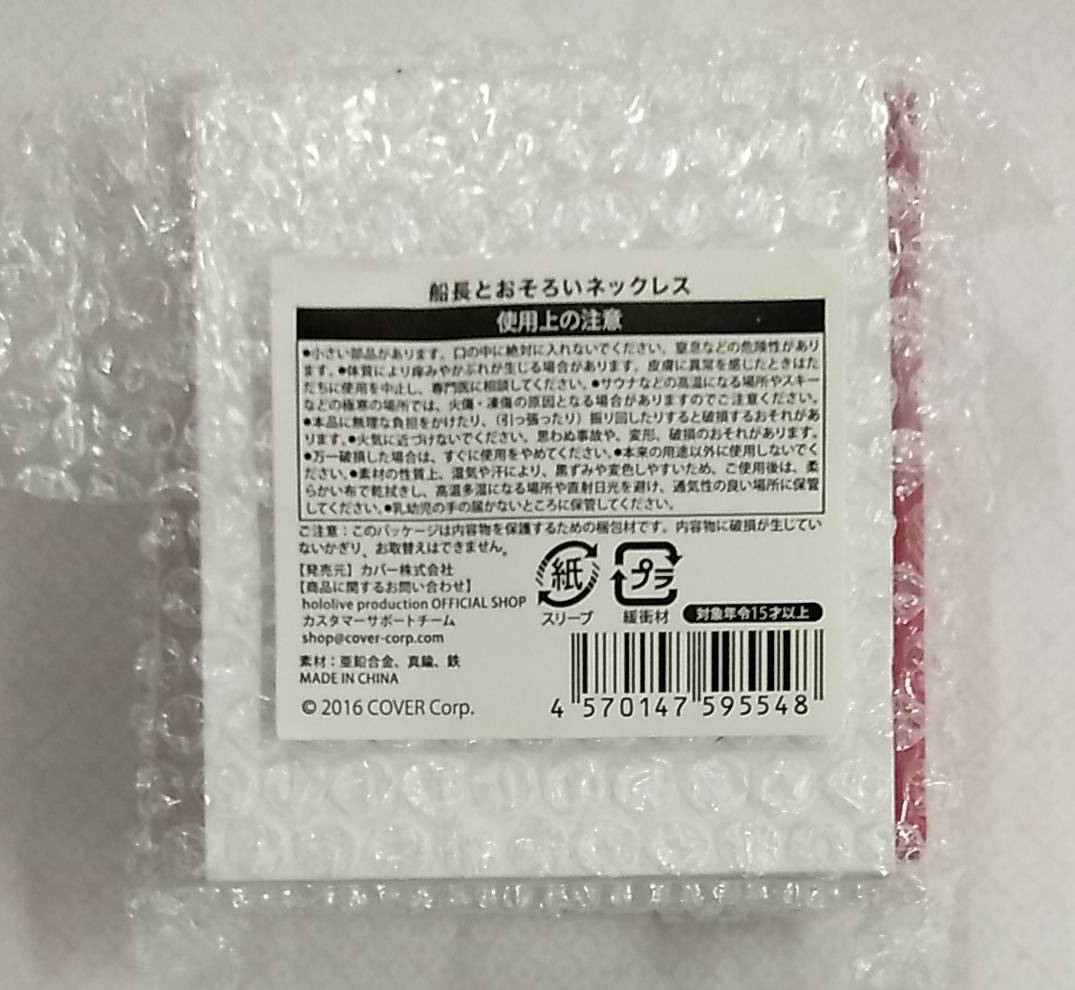 船長とおそろいネックレス
使用上の注意
●小さい部品があります。口の中に絶対に入れないでください。窒息などの危険性があり
ます。●体質により痒みやかぶれが生じる場合があります。皮膚に異常を感じたときはた
だちに使用を中止し、専門医に相談してください。●サウナなどの高温になる場所やスキー
などの極寒の場所では、火傷・凍傷の原因となる場合がありますのでご注意ください。
●本品に無理な負担をかけたり、(引っ張ったり) 振り回したりすると破損するおそれがあ
ります。●火気に近づけないでください。思わぬ事故や、変形、破損のおそれがあります。
●万一破損した場合は、すぐに使用をやめてください。●本来の用途以外に使用しないでく
ださい。●素材の性質上、湿気や汗により、黒ずみや変色しやすいため、ご使用後は、柔
らかい布で乾拭きし、高温多湿になる場所や直射日光を避け、通気性の良い場所に保管
してください。●乳幼児の手の届かないところに保管してください。
ご注意：このパッケージは内容物を保護するための梱包材です。内容物に破損が生じてい
ないかぎり、お取替えはできません。
【発売元】カバー株式会社
【商品に関するお問い合わせ】
hololive production OFFICIAL SHOP
カスタマーサポートチーム
shop@cover-corp.com
素材：亜鉛合金、真鍮、鉄
MADE IN CHINA
© 2016 COVER Corp.
紙
スリーブ
プラ
緩衝材
対象年令15才以上
4 570147 595548